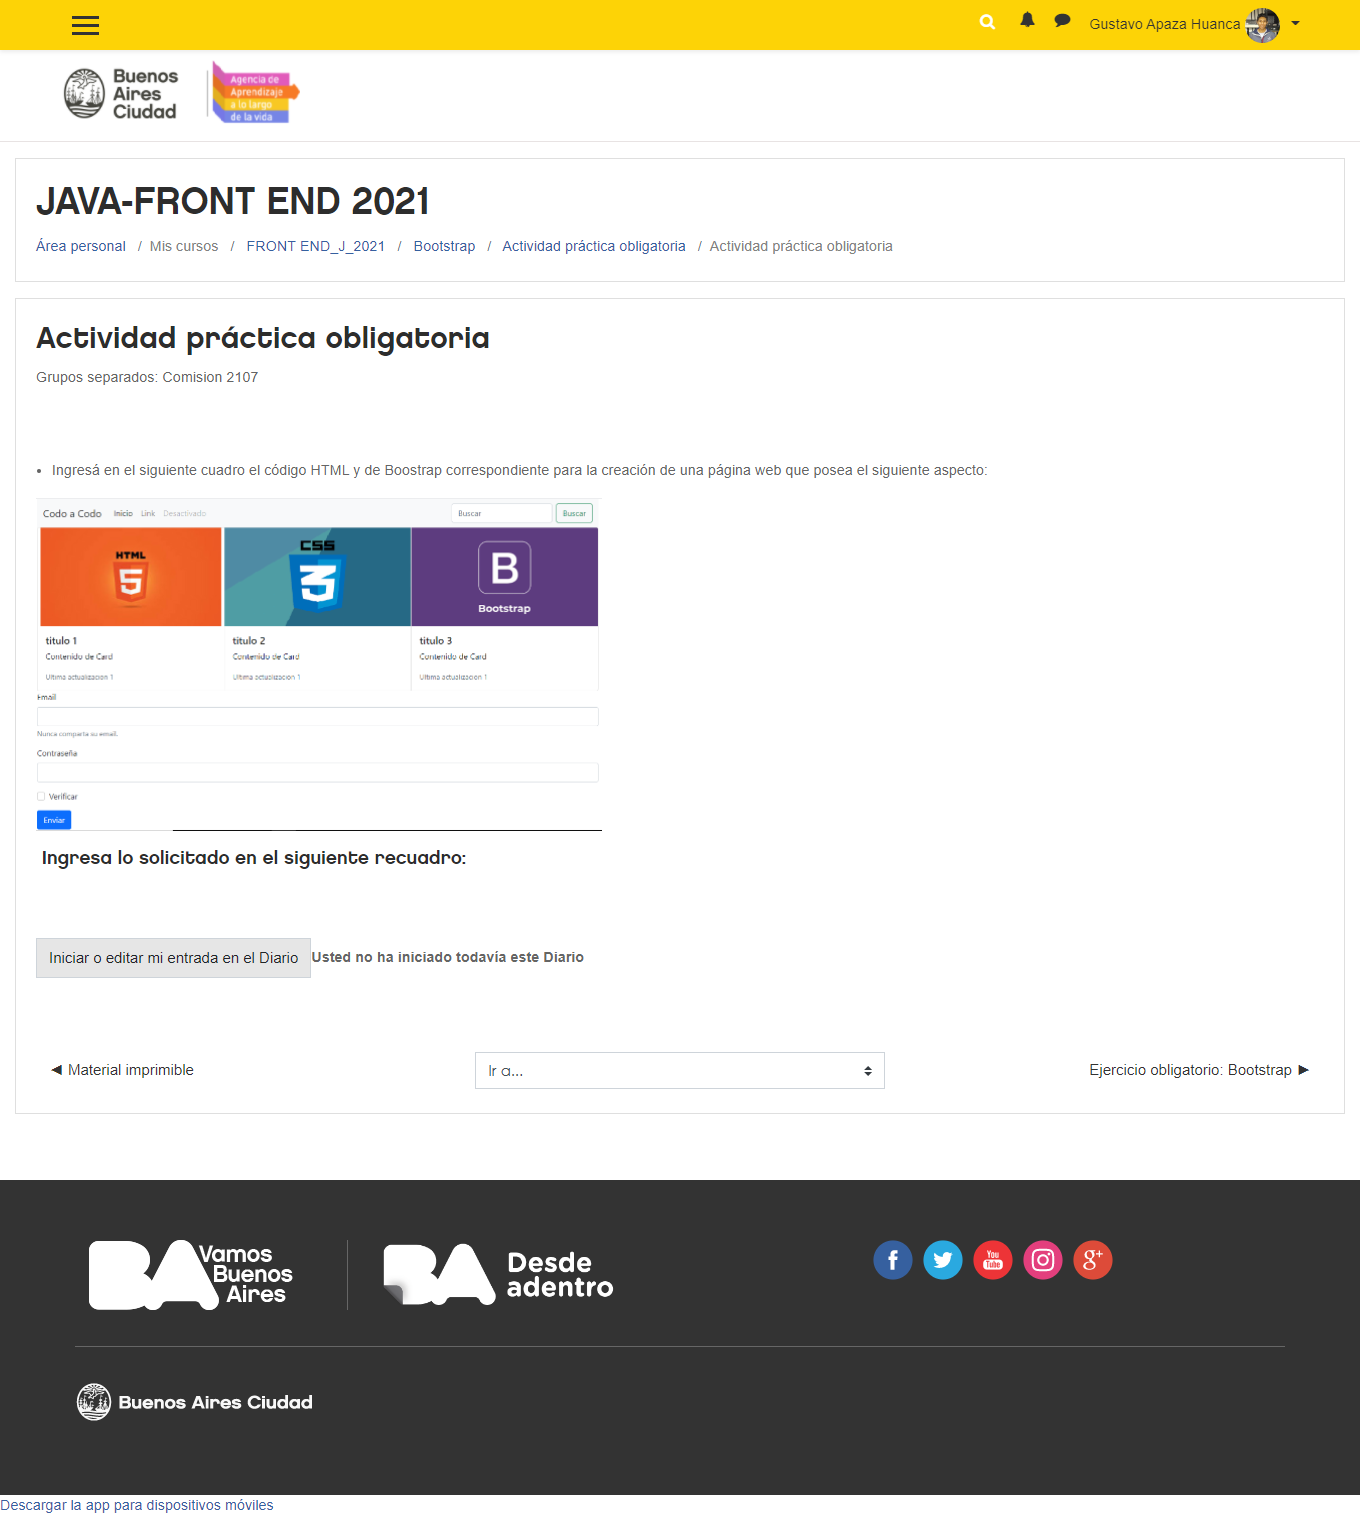 Gustavo Apaza Huanca
Buenos
Aires
Ciudad
Agencia de
Aprendizaje
a lo largo
de la vida
JAVA-FRONT END 2021
Área personal / Mis cursos / FRONT END_J_2021 / Bootstrap / Actividad práctica obligatoria / Actividad práctica obligatoria
Actividad práctica obligatoria
Grupos separados: Comision 2107
• Ingresá en el siguiente cuadro el código HTML y de Boostrap correspondiente para la creación de una página web que posea el siguiente aspecto:
Codo a Codo Inicio Link Desactivado Buscar Buscar
HTML
5
CSS
3
B
Bootstrap
titulo 1 titulo 2 titulo 3
Contenido de Card Contenido de Card Contenido de Card
Ultima actualizacion 1 Ultima actualizacion 1 Ultima actualizacion 1
Email
Nunca comparta su email.
Contraseña
Verificar
Enviar
Ingresa lo solicitado en el siguiente recuadro:
Iniciar o editar mi entrada en el Diario Usted no ha iniciado todavía este Diario
◄ Material imprimible Ir a... Ejercicio obligatorio: Bootstrap ►
BA Vamos
Buenos
Aires
BA Desde
adentro
f You
Tube g+
Buenos Aires Ciudad
Descargar la app para dispositivos móviles